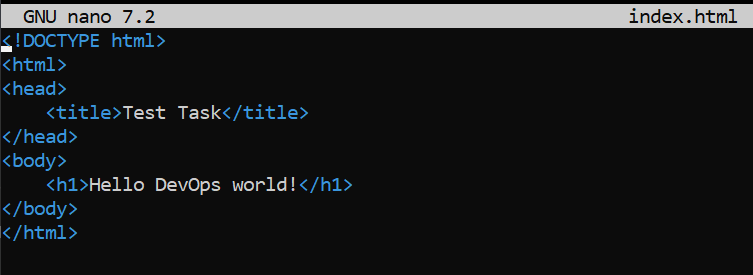 GNU nano 7.2 index.html
<!DOCTYPE html>
<html>
<head>
    <title>Test Task</title>
</head>
<body>
    <h1>Hello DevOps world!</h1>
</body>
</html>